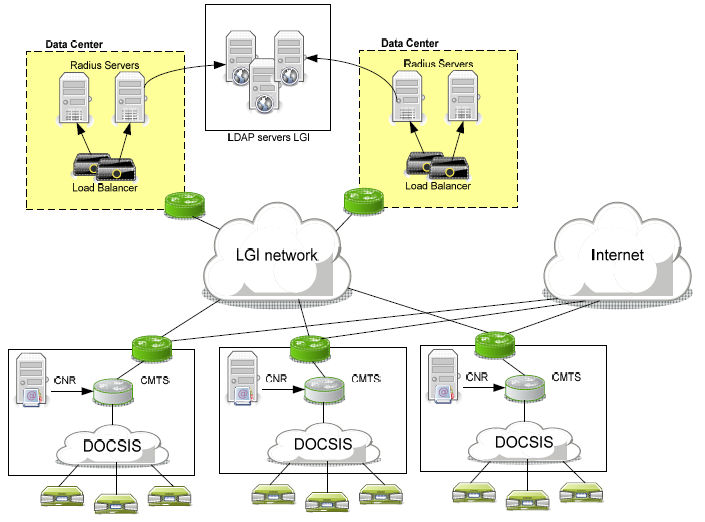 Data Center
Data Center
Radius Servers
Radius Servers
LDAP servers LGI
Load Balancer
Load Balancer
LGI network
Internet
CNR
CMTS
CNR
CMTS
CNR
CMTS
DOCSIS
DOCSIS
DOCSIS